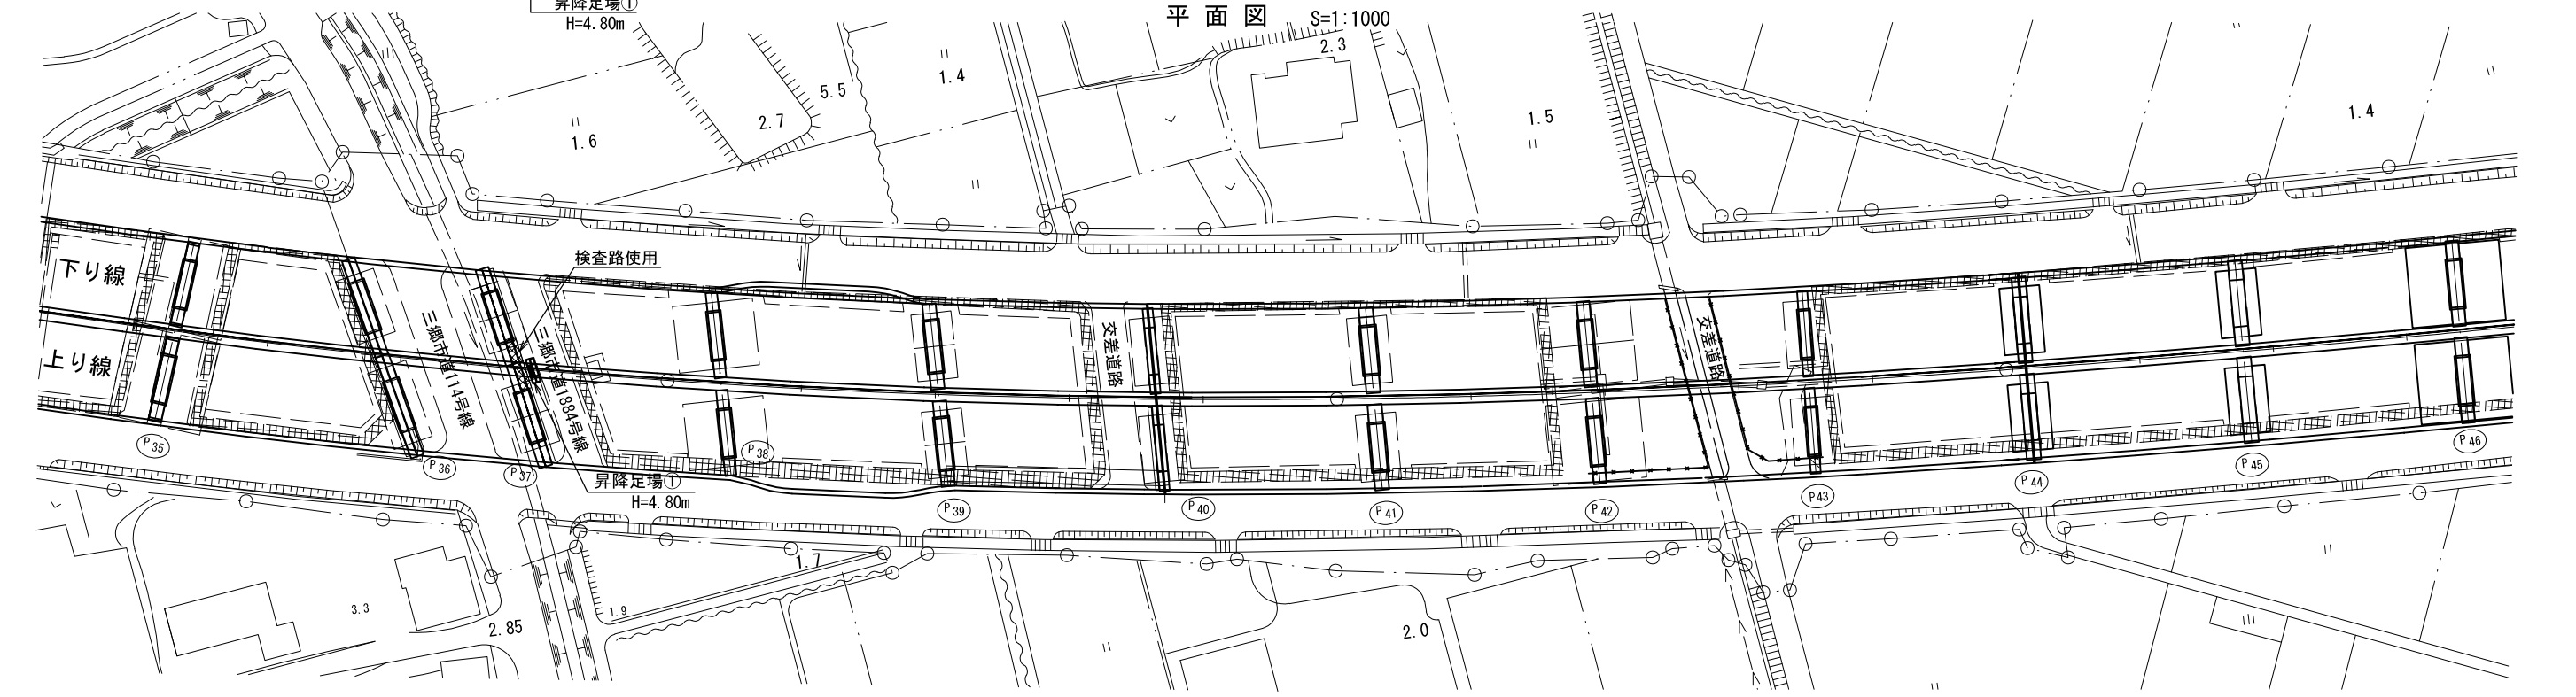 昇降足場①
H=4.80m
平面図 S=1:1000
2.3
1.4
5.5
2.7
1.6
1.5
1.4
検査路使用
下り線
上り線
三郷市道114号線
三郷市道1884号線
交差道路
交差道路
P35
P36
P37
P38
昇降足場①
H=4.80m
P39
P40
P41
P42
P43
P44
P45
P46
1.7
1.9
3.3
2.85
2.0